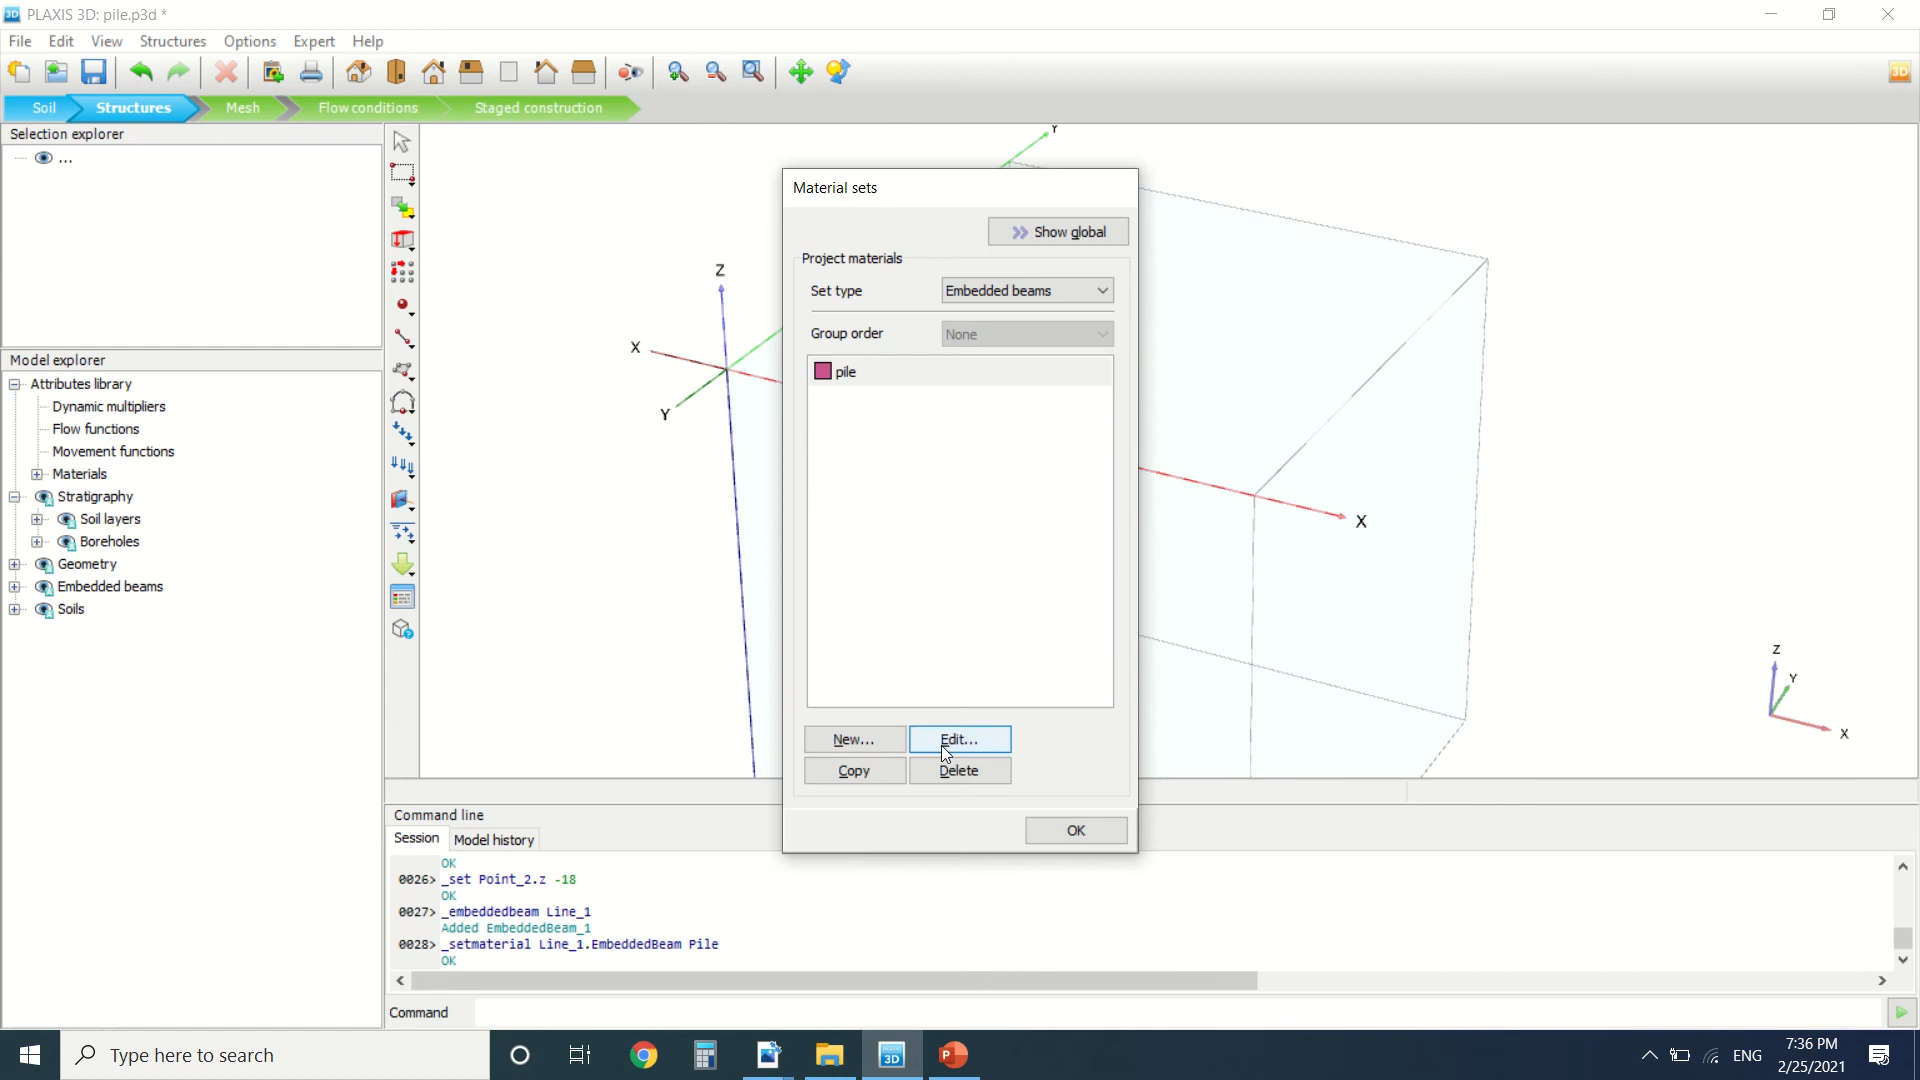 PLAXIS 3D: pile.p3d *
File Edit View Structures Options Expert Help
Soil Structures Mesh Flow conditions Staged construction
Selection explorer
...
Model explorer
Attributes library
Dynamic multipliers
Flow functions
Movement functions
Materials
Stratigraphy
Soil layers
Boreholes
Geometry
Embedded beams
Soils
Y
Z
X
Y
X
Z
Y
X
Material sets
Show global
Project materials
Set type Embedded beams
Group order None
pile
New... Edit...
Copy Delete
OK
Command line
Session Model history
OK
0026> _set Point_2.z -18
OK
0027> _embeddedbeam Line_1
Added EmbeddedBeam_1
0028> _setmaterial Line_1.EmbeddedBeam Pile
OK
Command
Type here to search
ENG
7:36 PM
2/25/2021
3D
3D
3D
P